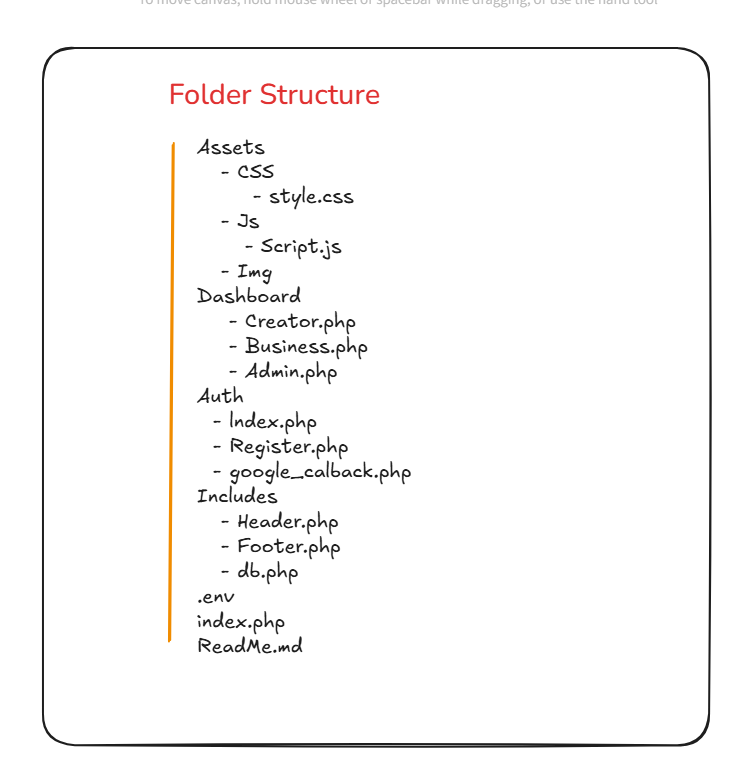 To move canvas, hold mouse wheel or spacebar while dragging, or use the hand tool
Folder Structure
Assets
- CSS
- style.css
- Js
- Script.js
- Img
Dashboard
- Creator.php
- Business.php
- Admin.php
Auth
- Index.php
- Register.php
- google_calback.php
Includes
- Header.php
- Footer.php
- db.php
.env
index.php
ReadMe.md